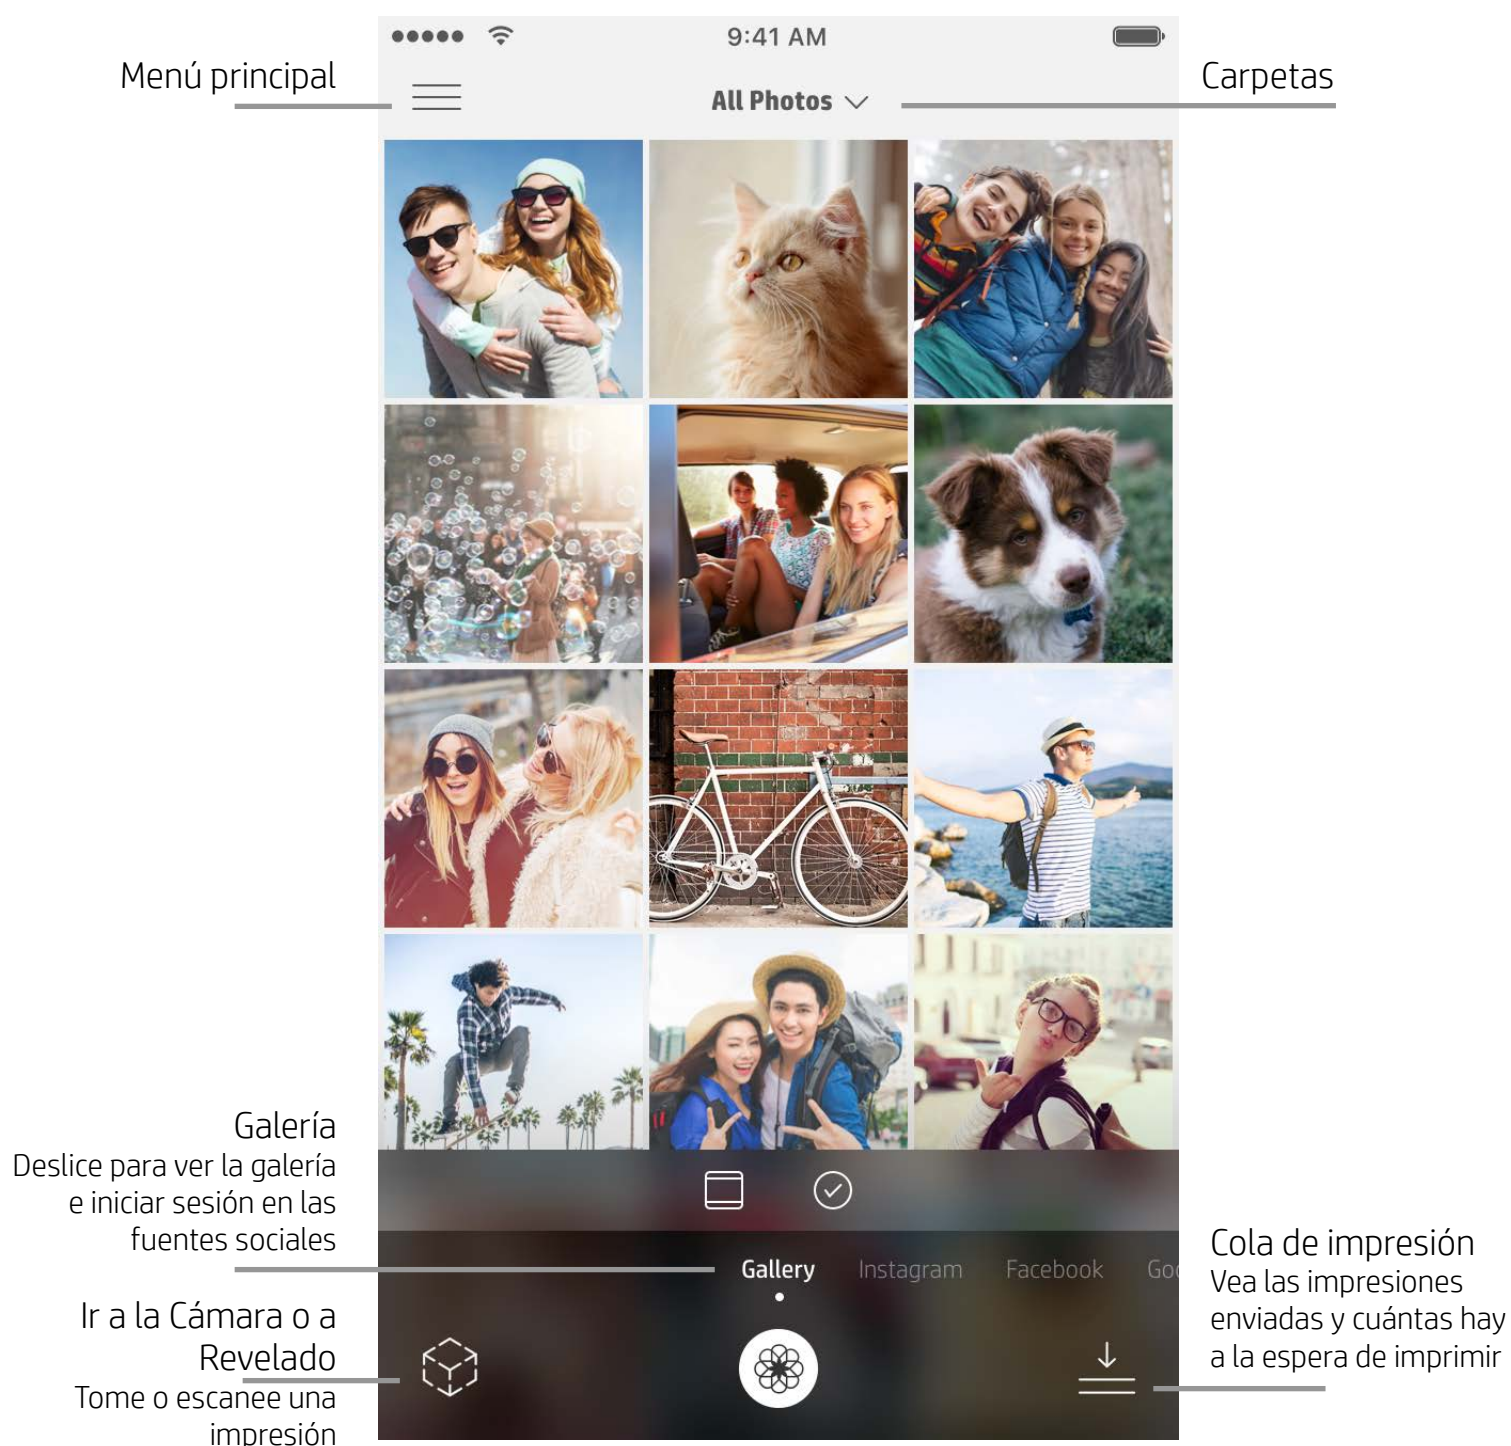 9:41 AM
Menú principal
All Photos
Carpetas
Galería
Deslice para ver la galería
e iniciar sesión en las
fuentes sociales
Gallery Instagram Facebook Goo
Ir a la Cámara o a
Revelado
Tome o escanee una
impresión
Cola de impresión
Vea las impresiones
enviadas y cuántas hay
a la espera de imprimir